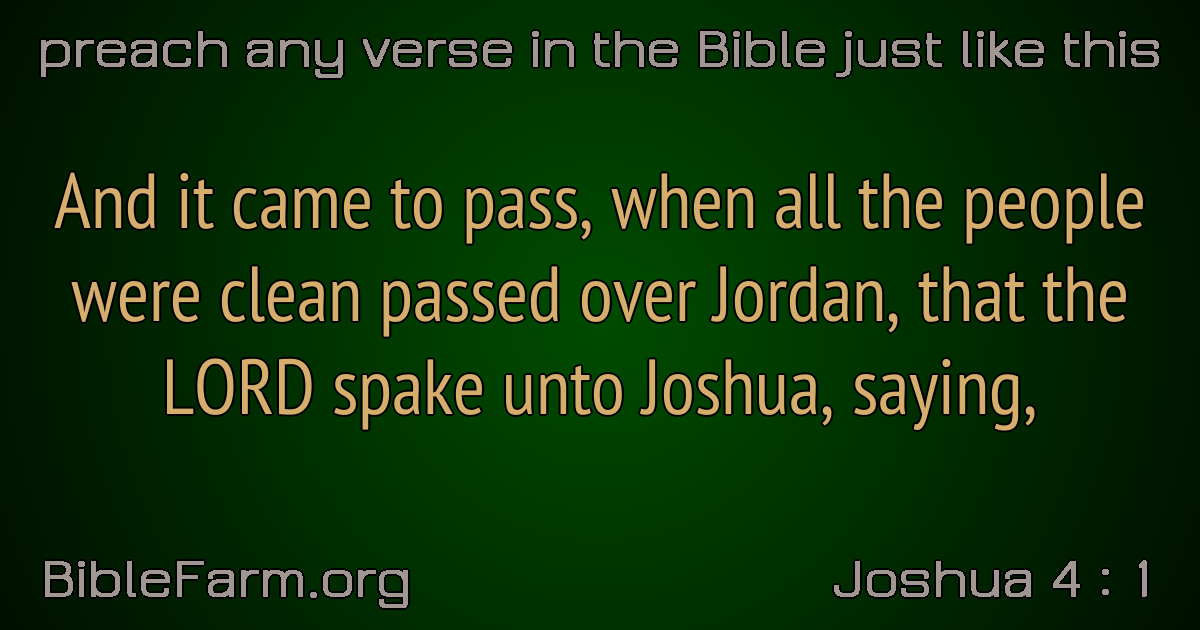 preach any verse in the Bible just like this
And it came to pass, when all the people
were clean passed over Jordan, that the
LORD spake unto Joshua, saying,
BibleFarm.org
Joshua 4 : 1